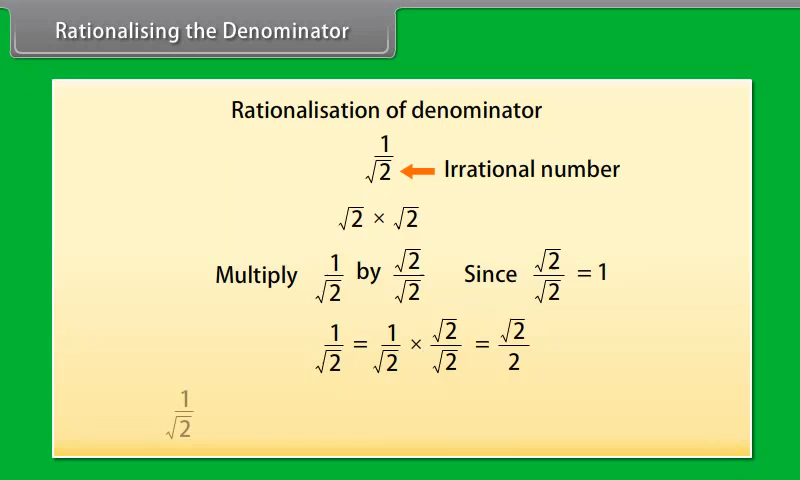 Rationalising the Denominator
Rationalisation of denominator
1/√2 Irrational number
√2 × √2
Multiply 1/√2 by √2/√2 Since √2/√2 = 1
1/√2 = 1/√2 × √2/√2 = √2/2
1/√2